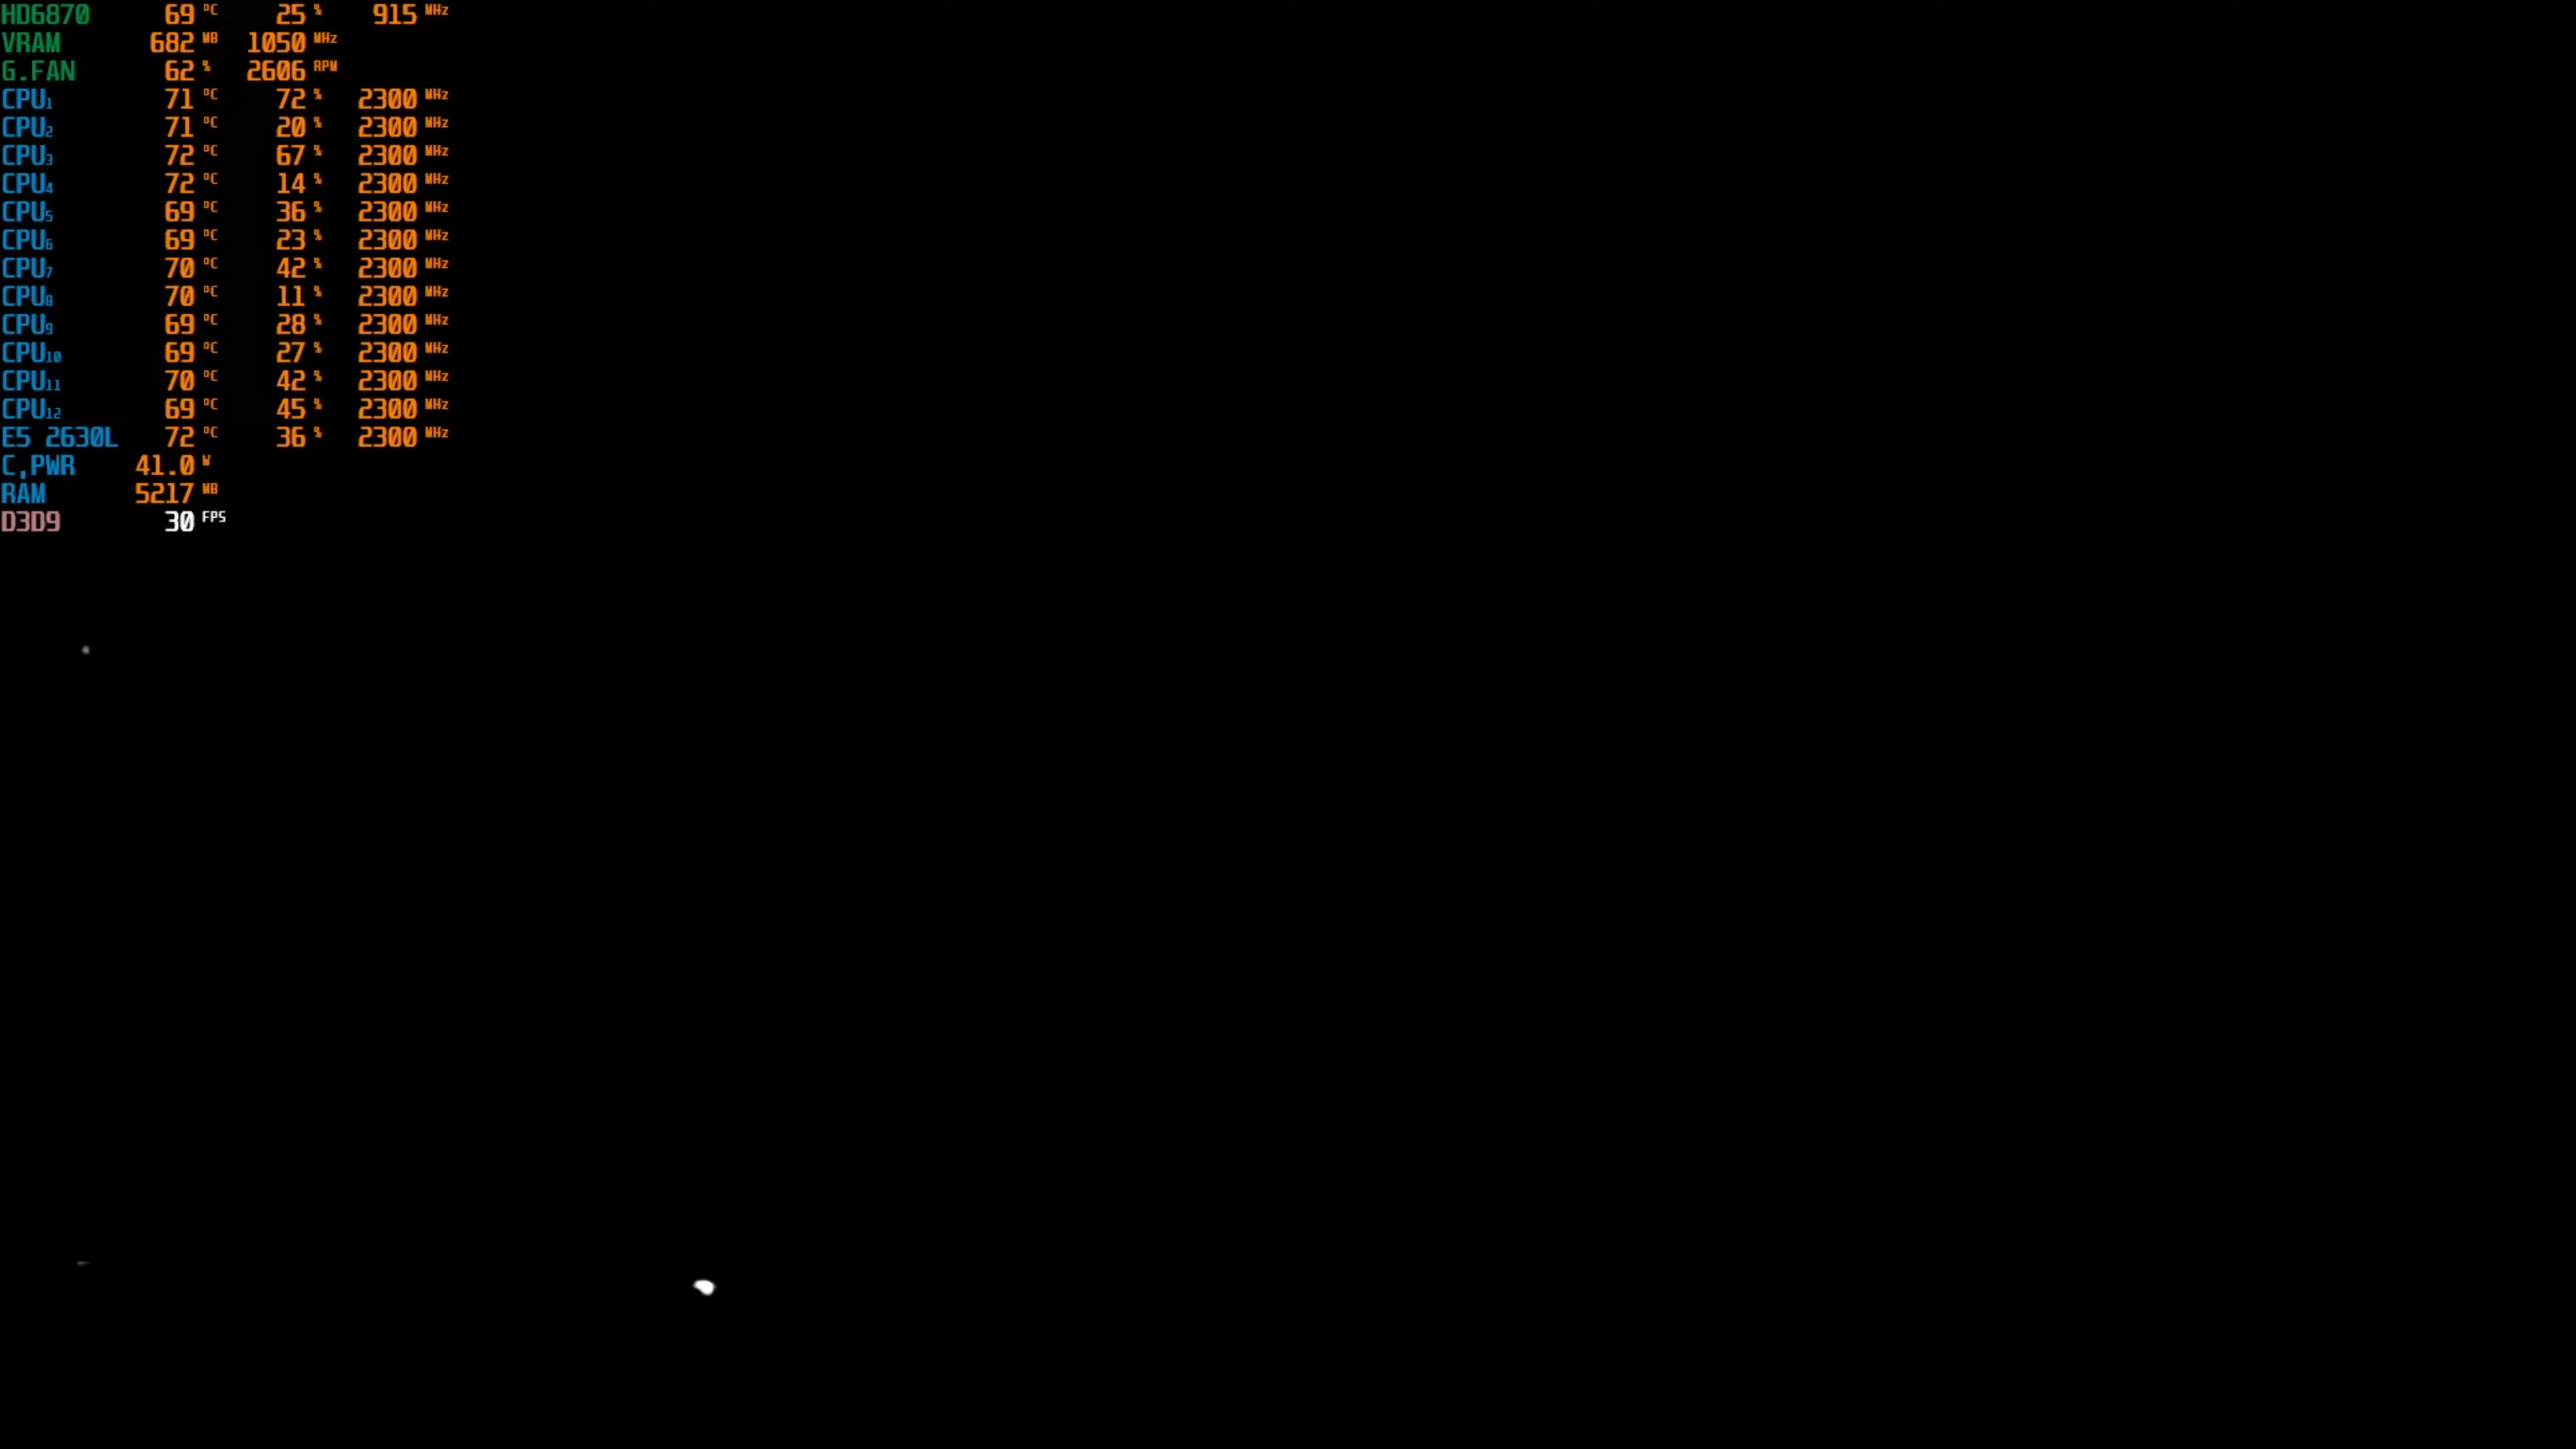 HD6870 69 °C 25 % 915 MHz
VRAM 682 MB 1050 MHz
G.FAN 62 % 2606 RPM
CPU1 71 °C 72 % 2300 MHz
CPU2 71 °C 20 % 2300 MHz
CPU3 72 °C 67 % 2300 MHz
CPU4 72 °C 14 % 2300 MHz
CPU5 69 °C 36 % 2300 MHz
CPU6 69 °C 23 % 2300 MHz
CPU7 70 °C 42 % 2300 MHz
CPU8 70 °C 11 % 2300 MHz
CPU9 69 °C 28 % 2300 MHz
CPU10 69 °C 27 % 2300 MHz
CPU11 70 °C 42 % 2300 MHz
CPU12 69 °C 45 % 2300 MHz
E5 2630L 72 °C 36 % 2300 MHz
C,PWR 41.0 W
RAM 5217 MB
D3D9 30 FPS